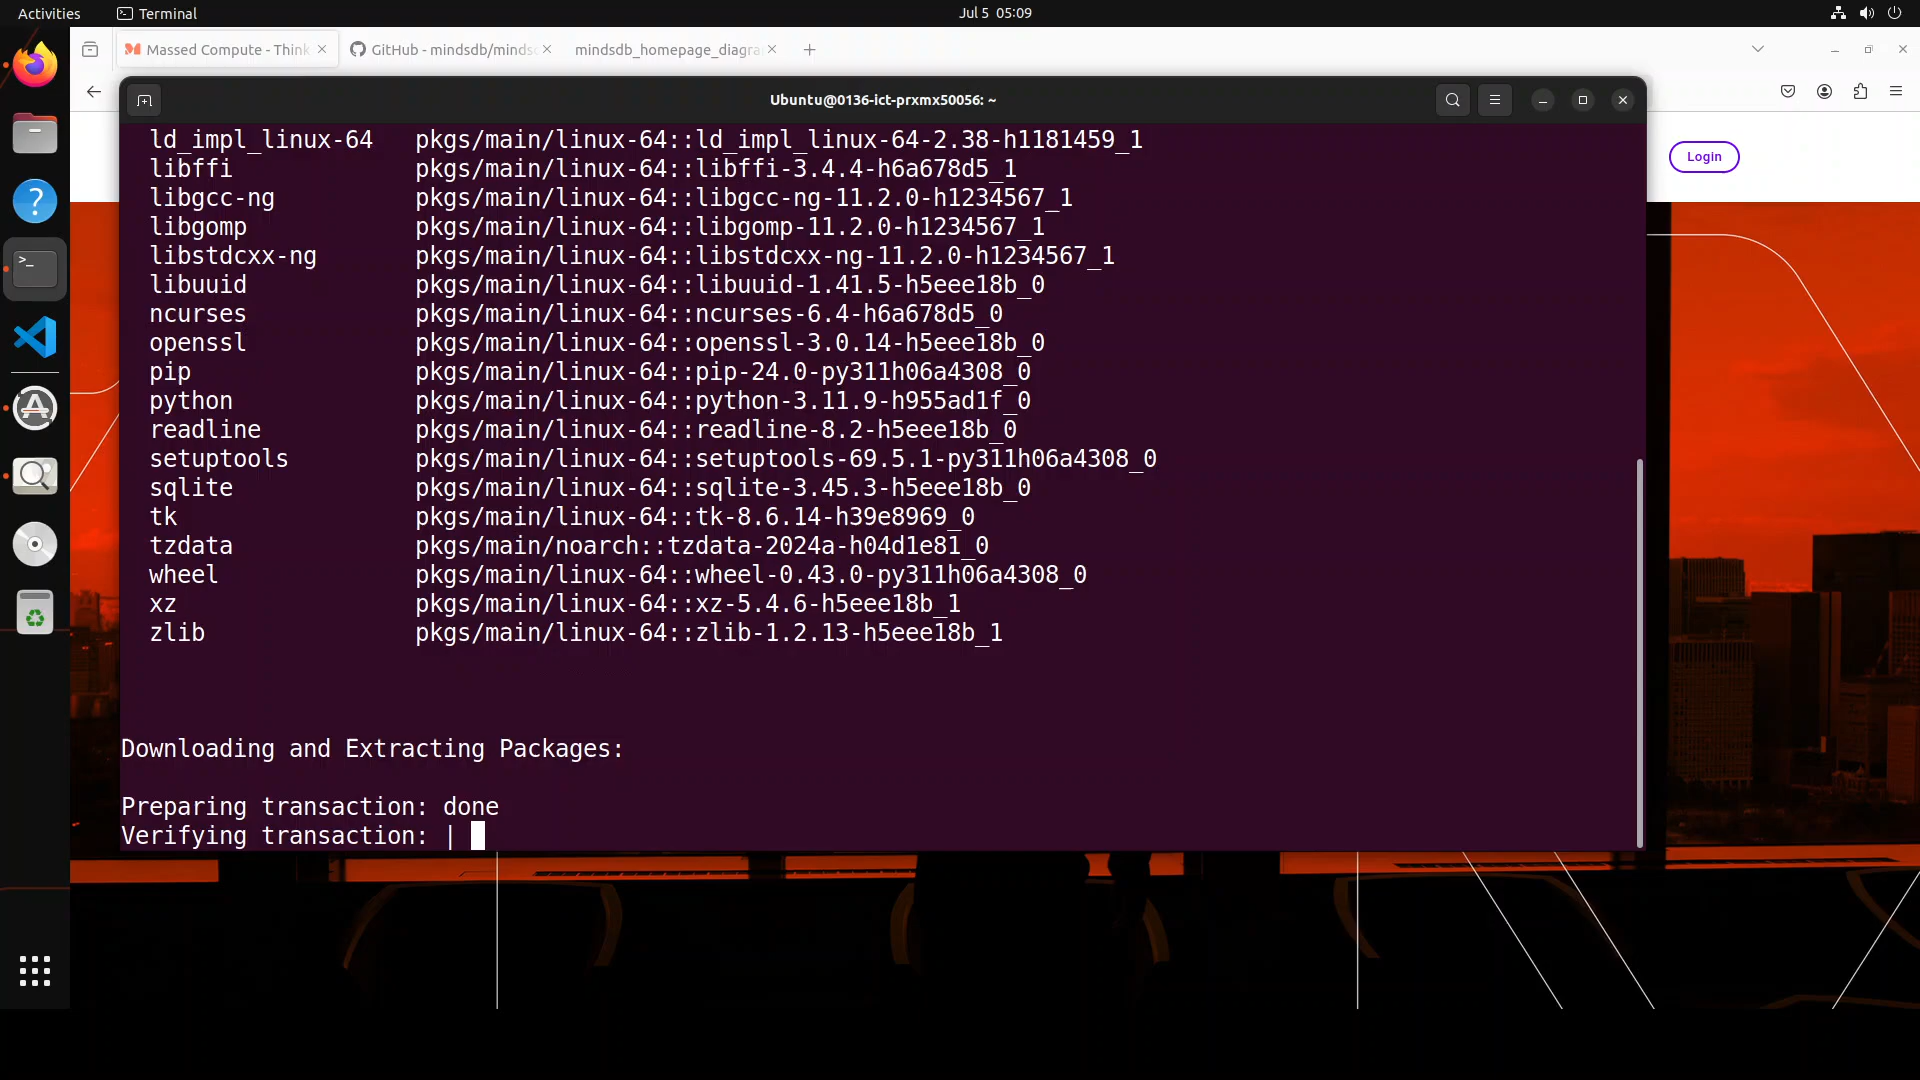 Activities
Terminal
Jul 5 05:09
Massed Compute - Think
GitHub - mindsdb/minds
mindsdb_homepage_diagra
Ubuntu@0136-ict-prxmx50056: ~
Login
ld_impl_linux-64 pkgs/main/linux-64::ld_impl_linux-64-2.38-h1181459_1
libffi pkgs/main/linux-64::libffi-3.4.4-h6a678d5_1
libgcc-ng pkgs/main/linux-64::libgcc-ng-11.2.0-h1234567_1
libgomp pkgs/main/linux-64::libgomp-11.2.0-h1234567_1
libstdcxx-ng pkgs/main/linux-64::libstdcxx-ng-11.2.0-h1234567_1
libuuid pkgs/main/linux-64::libuuid-1.41.5-h5eee18b_0
ncurses pkgs/main/linux-64::ncurses-6.4-h6a678d5_0
openssl pkgs/main/linux-64::openssl-3.0.14-h5eee18b_0
pip pkgs/main/linux-64::pip-24.0-py311h06a4308_0
python pkgs/main/linux-64::python-3.11.9-h955ad1f_0
readline pkgs/main/linux-64::readline-8.2-h5eee18b_0
setuptools pkgs/main/linux-64::setuptools-69.5.1-py311h06a4308_0
sqlite pkgs/main/linux-64::sqlite-3.45.3-h5eee18b_0
tk pkgs/main/linux-64::tk-8.6.14-h39e8969_0
tzdata pkgs/main/noarch::tzdata-2024a-h04d1e81_0
wheel pkgs/main/linux-64::wheel-0.43.0-py311h06a4308_0
xz pkgs/main/linux-64::xz-5.4.6-h5eee18b_1
zlib pkgs/main/linux-64::zlib-1.2.13-h5eee18b_1
Downloading and Extracting Packages:
Preparing transaction: done
Verifying transaction: |